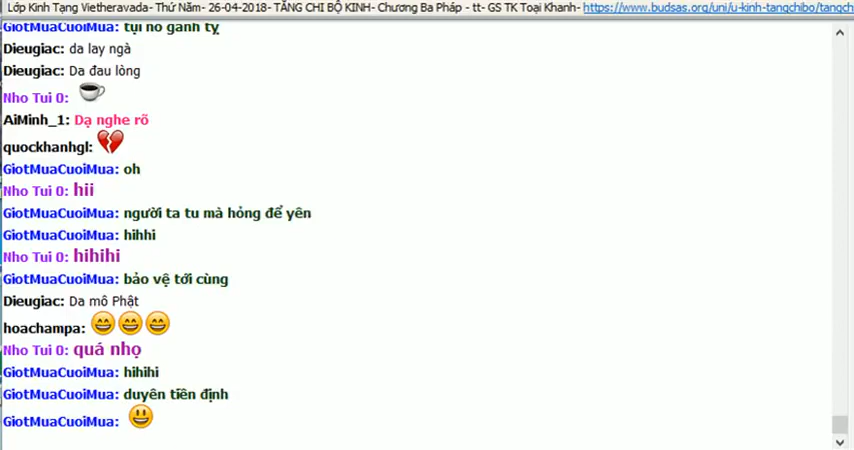 Lớp Kinh Tạng Vietheravada- Thứ Năm- 26-04-2018- TĂNG CHI BỘ KINH- Chương Ba Pháp - tt- GS TK Toại Khanh- https://www.budsas.org/uni/u-kinh-tangchibo/tangch
GiotMuaCuoiMua: tụi nó ganh tỵ
Dieugiac: da lay ngà
Dieugiac: Da đau lòng
Nho Tui 0:
AiMinh_1: Dạ nghe rõ
quockhanhgl:
GiotMuaCuoiMua: oh
Nho Tui 0: hii
GiotMuaCuoiMua: người ta tu mà hỏng để yên
GiotMuaCuoiMua: hihhi
Nho Tui 0: hihihi
GiotMuaCuoiMua: bảo vệ tới cùng
Dieugiac: Da mô Phật
hoachampa:
Nho Tui 0: quá nhọ
GiotMuaCuoiMua: hihihi
GiotMuaCuoiMua: duyên tiền định
GiotMuaCuoiMua: